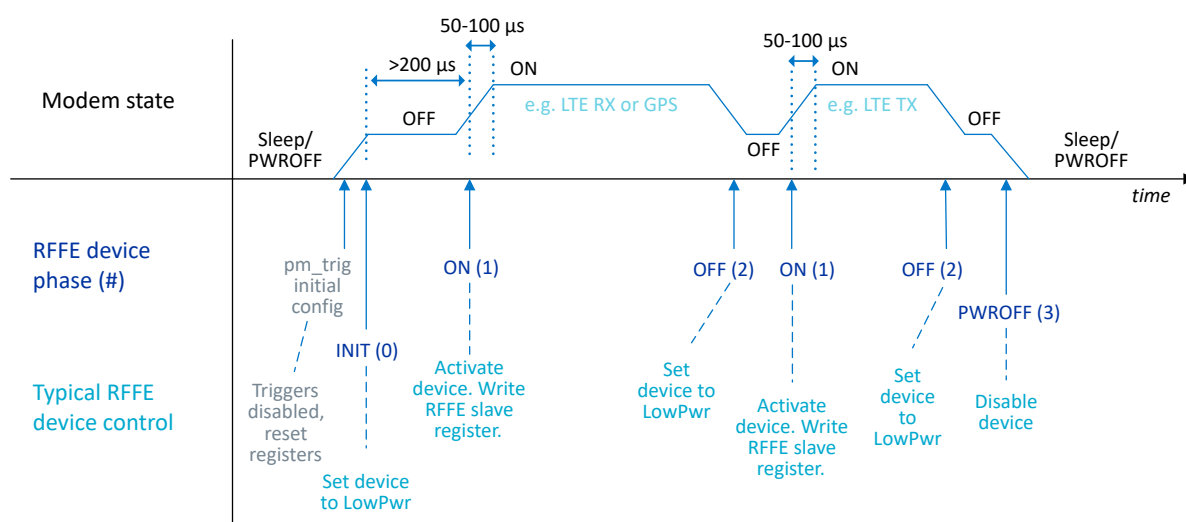 50-100 µs
50-100 µs
>200 µs
ON
ON
Modem state
e.g. LTE RX or GPS
e.g. LTE TX
OFF
OFF
Sleep/
PWROFF
OFF
Sleep/
PWROFF
time
RFFE device
phase (#)
pm_trig
initial
config
ON (1)
OFF (2)
ON (1)
OFF (2)
PWROFF (3)
INIT (0)
Typical RFFE
device control
Triggers
disabled,
reset
registers
Activate
device. Write
RFFE slave
register.
Set
device to
LowPwr
Activate
device. Write
RFFE slave
register.
Set
device
to
LowPwr
Disable
device
Set device
to LowPwr